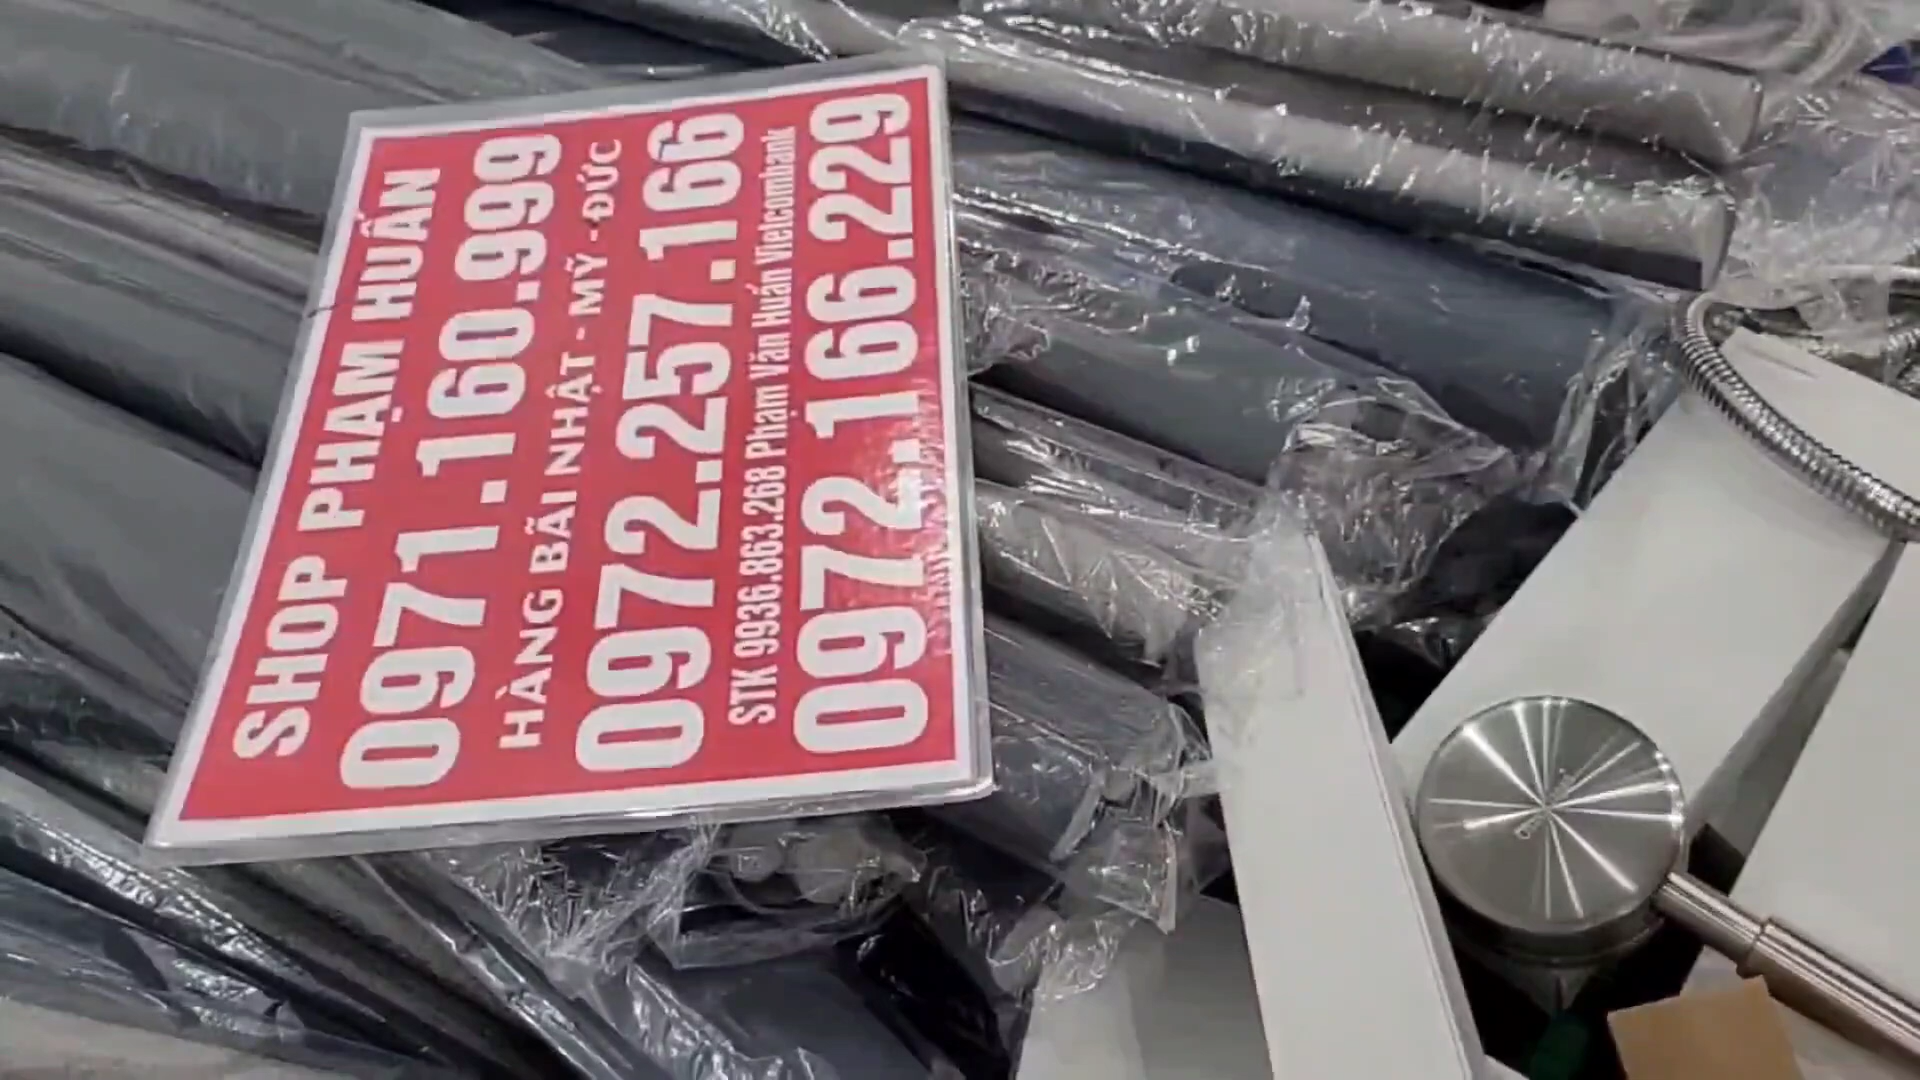 SHOP PHẠM HUẤN
0971.160.999
HÀNG BÃI NHẬT - MỸ - ĐỨC
0972.257.166
STK 9936.863.268 Phạm Văn Huấn Vietcombank
0972.166.229